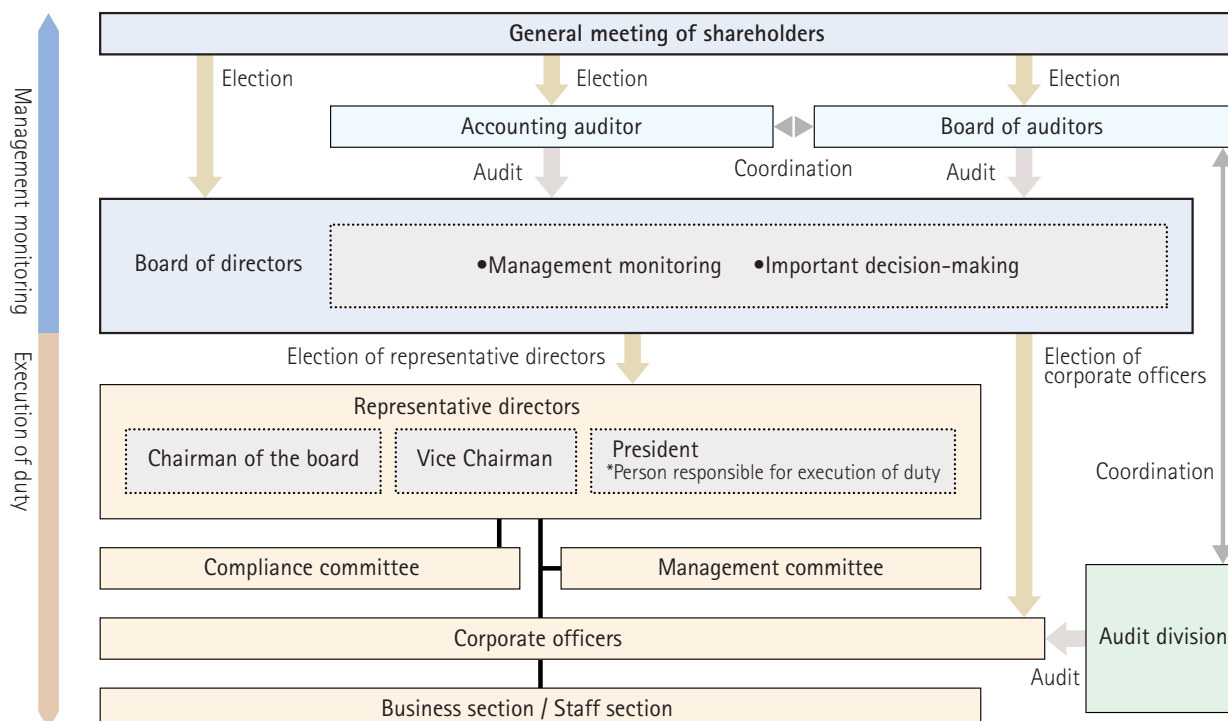 General meeting of shareholders
Election
Election
Election
Accounting auditor
Board of auditors
Audit
Coordination
Audit
Board of directors
•Management monitoring •Important decision-making
Management monitoring
Election of representative directors
Election of
corporate officers
Representative directors
Chairman of the board
Vice Chairman
President
*Person responsible for execution of duty
Coordination
Execution of duty
Compliance committee
Management committee
Corporate officers
Audit division
Audit
Business section / Staff section